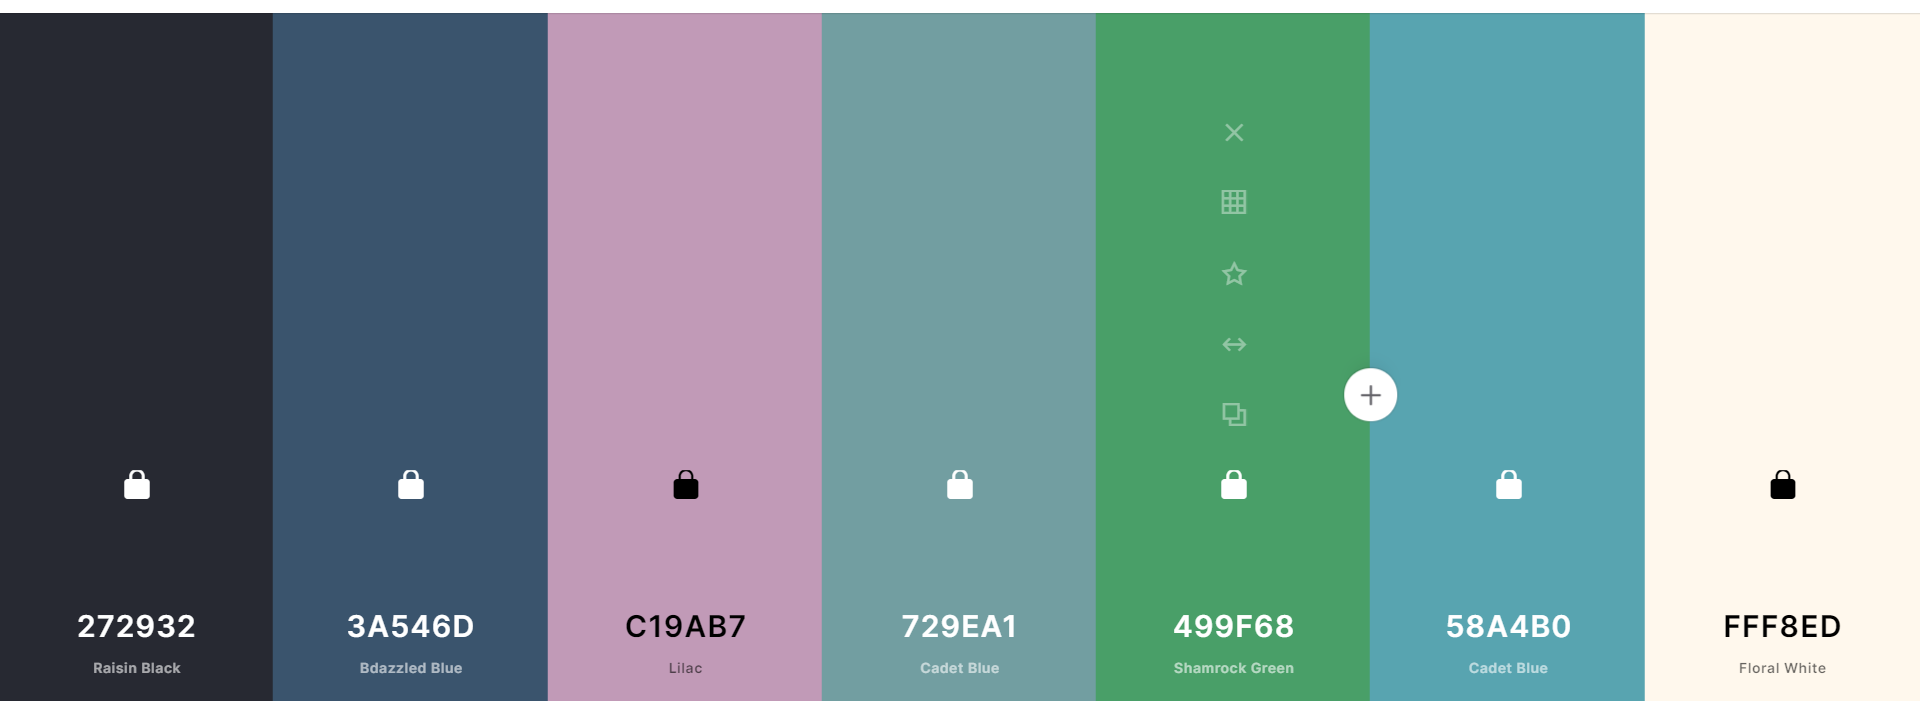 272932
Raisin Black
3A546D
Bdazzled Blue
C19AB7
Lilac
729EA1
Cadet Blue
499F68
Shamrock Green
58A4B0
Cadet Blue
FFF8ED
Floral White